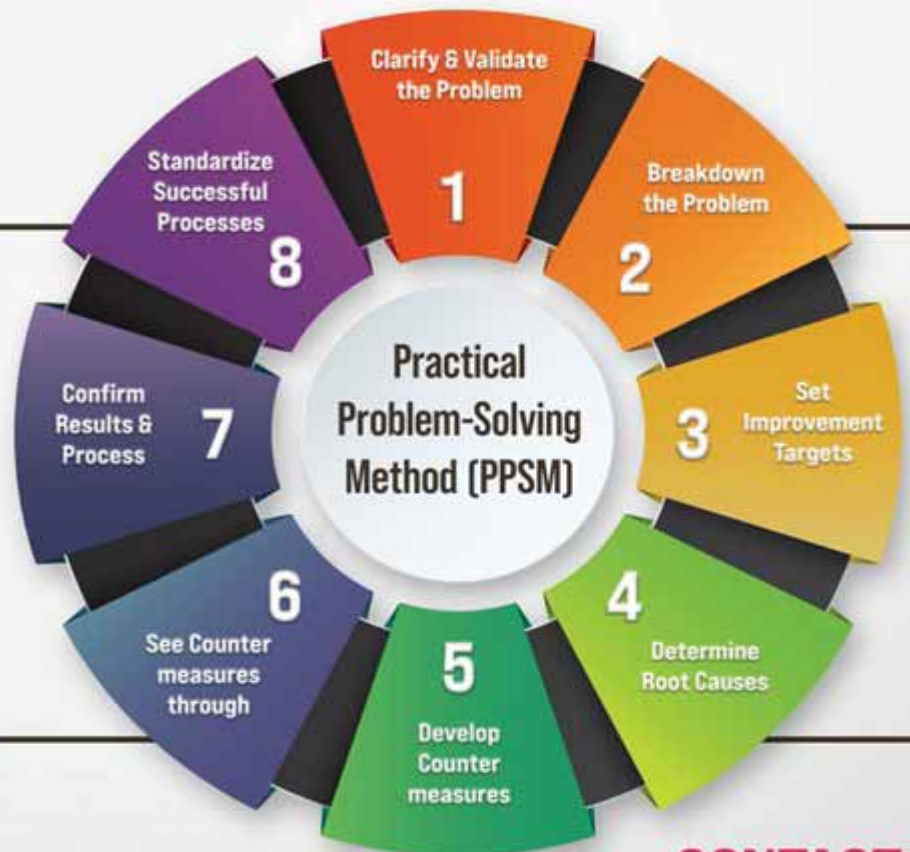 Clarify & Validate
the Problem
1
Breakdown
the Problem
2
3
Set
Improvement
Targets
4
Determine
Root Causes
5
Develop
Counter
measures
6
See Counter
measures
through
Confirm
Results &
Process
7
Standardize
Successful
Processes
8
Practical
Problem-Solving
Method (PPSM)